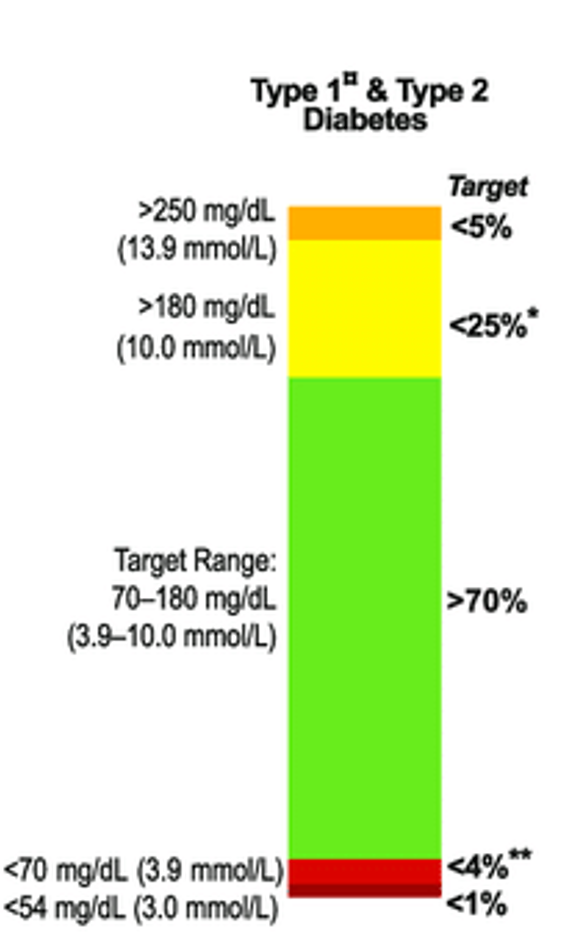 Type 1¤ & Type 2
Diabetes
Target
>250 mg/dL
(13.9 mmol/L)
<5%
>180 mg/dL
(10.0 mmol/L)
<25%*
Target Range:
70–180 mg/dL
(3.9–10.0 mmol/L)
>70%
<70 mg/dL (3.9 mmol/L)
<4%**
<54 mg/dL (3.0 mmol/L)
<1%